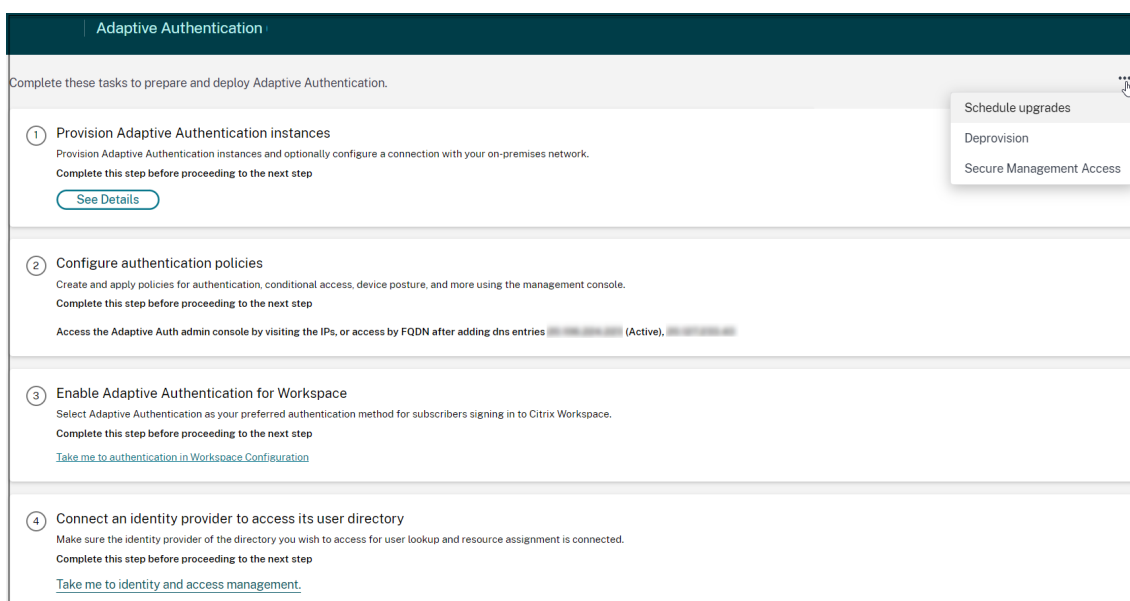 Adaptive Authentication
Complete these tasks to prepare and deploy Adaptive Authentication.
Schedule upgrades
Deprovision
Secure Management Access
1 Provision Adaptive Authentication instances
Provision Adaptive Authentication instances and optionally configure a connection with your on-premises network.
Complete this step before proceeding to the next step
See Details
2 Configure authentication policies
Create and apply policies for authentication, conditional access, device posture, and more using the management console.
Complete this step before proceeding to the next step
Access the Adaptive Auth admin console by visiting the IPs, or access by FQDN after adding dns entries (Active),
3 Enable Adaptive Authentication for Workspace
Select Adaptive Authentication as your preferred authentication method for subscribers signing in to Citrix Workspace.
Complete this step before proceeding to the next step
Take me to authentication in Workspace Configuration
4 Connect an identity provider to access its user directory
Make sure the identity provider of the directory you wish to access for user lookup and resource assignment is connected.
Complete this step before proceeding to the next step
Take me to identity and access management.